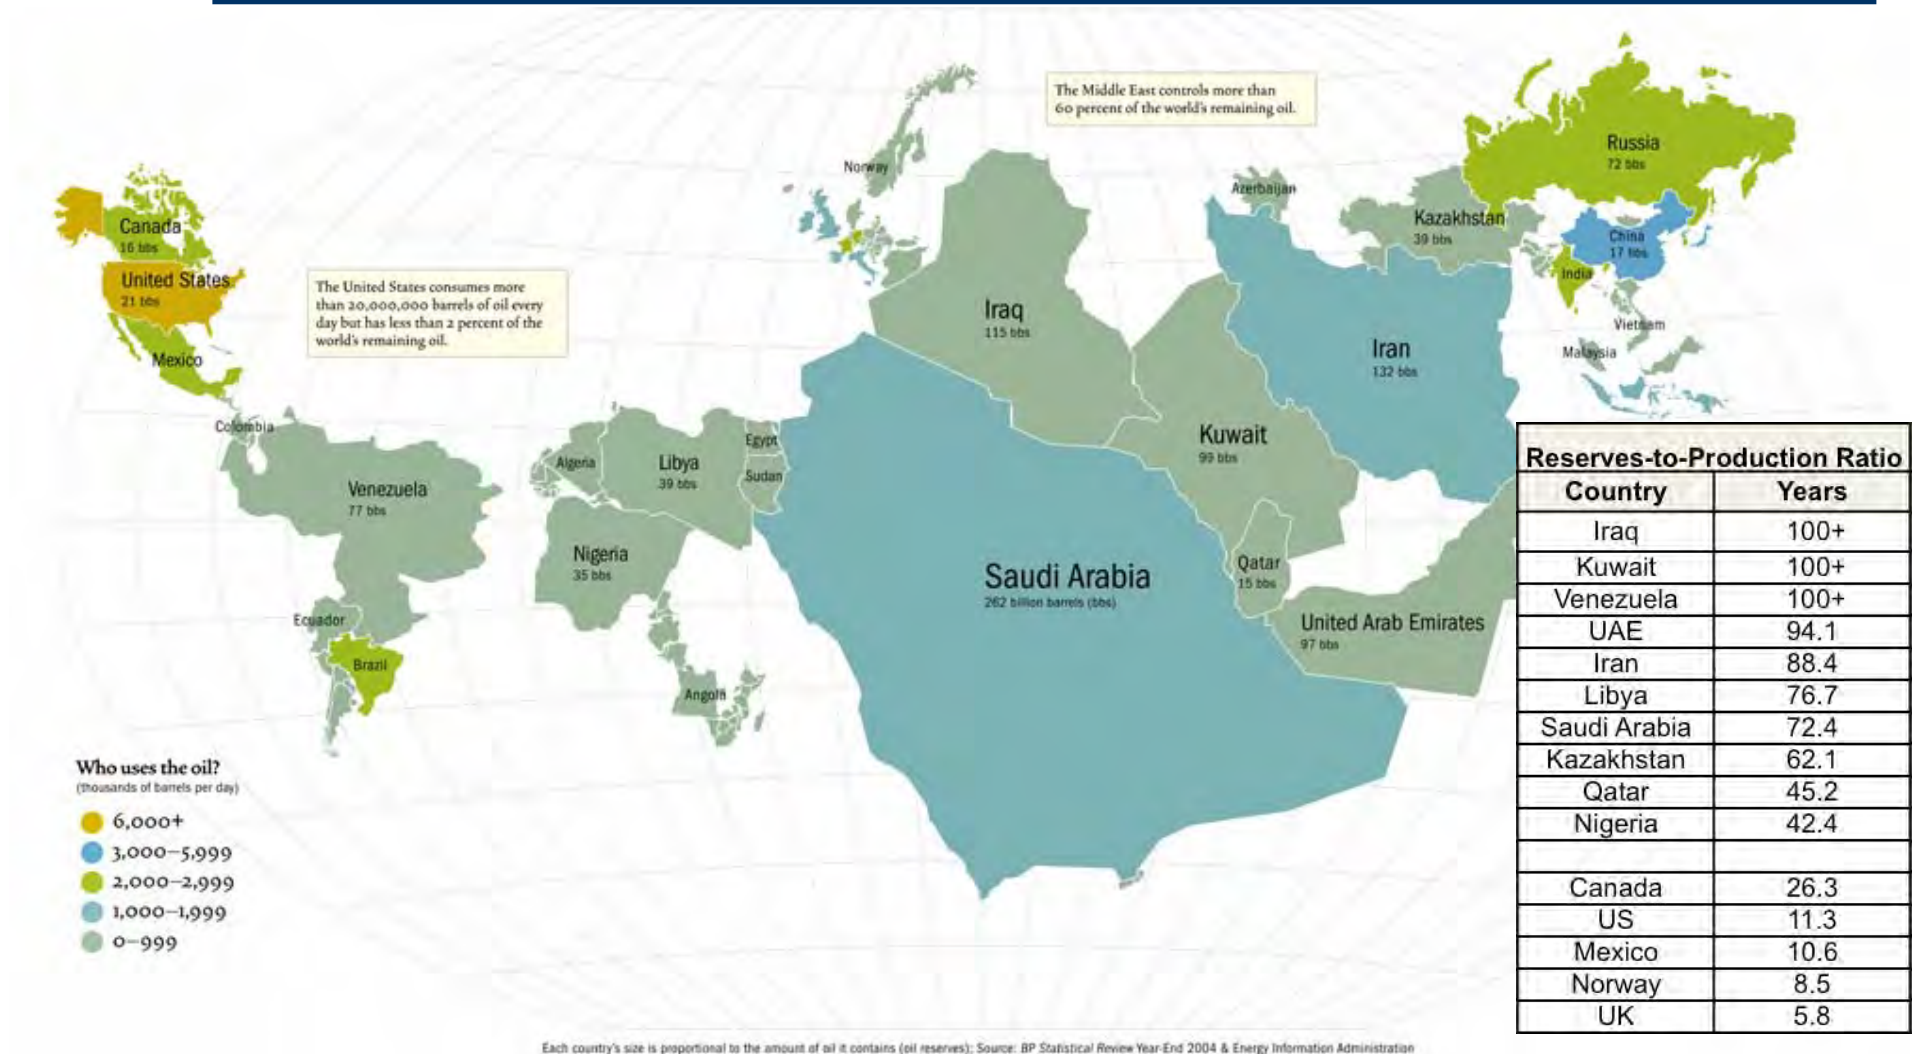 The Middle East controls more than
60 percent of the world's remaining oil.
Norway
Azerbaijan
Russia
72 bbs
Kazakhstan
39 bbs
China
17 bbs
India
Vietnam
Malaysia
Canada
16 bbs
United States
21 bbs
Mexico
The United States consumes more
than 20,000,000 barrels of oil every
day but has less than 2 percent of the
world's remaining oil.
Iraq
115 bbs
Iran
132 bbs
Kuwait
99 bbs
Colombia
Venezuela
77 bbs
Algeria
Libya
39 bbs
Egypt
Sudan
Nigeria
35 bbs
Saudi Arabia
262 billion barrels (bbs)
Qatar
15 bbs
United Arab Emirates
97 bbs
Ecuador
Brazil
Angola
Who uses the oil?
(thousands of barrels per day)
6,000+
3,000–5,999
2,000–2,999
1,000–1,999
0–999
Reserves-to-Production Ratio
Country Years
Iraq 100+
Kuwait 100+
Venezuela 100+
UAE 94.1
Iran 88.4
Libya 76.7
Saudi Arabia 72.4
Kazakhstan 62.1
Qatar 45.2
Nigeria 42.4
Canada 26.3
US 11.3
Mexico 10.6
Norway 8.5
UK 5.8
Each country's size is proportional to the amount of oil it contains (oil reserves); Source: BP Statistical Review Year-End 2004 & Energy Information Administration